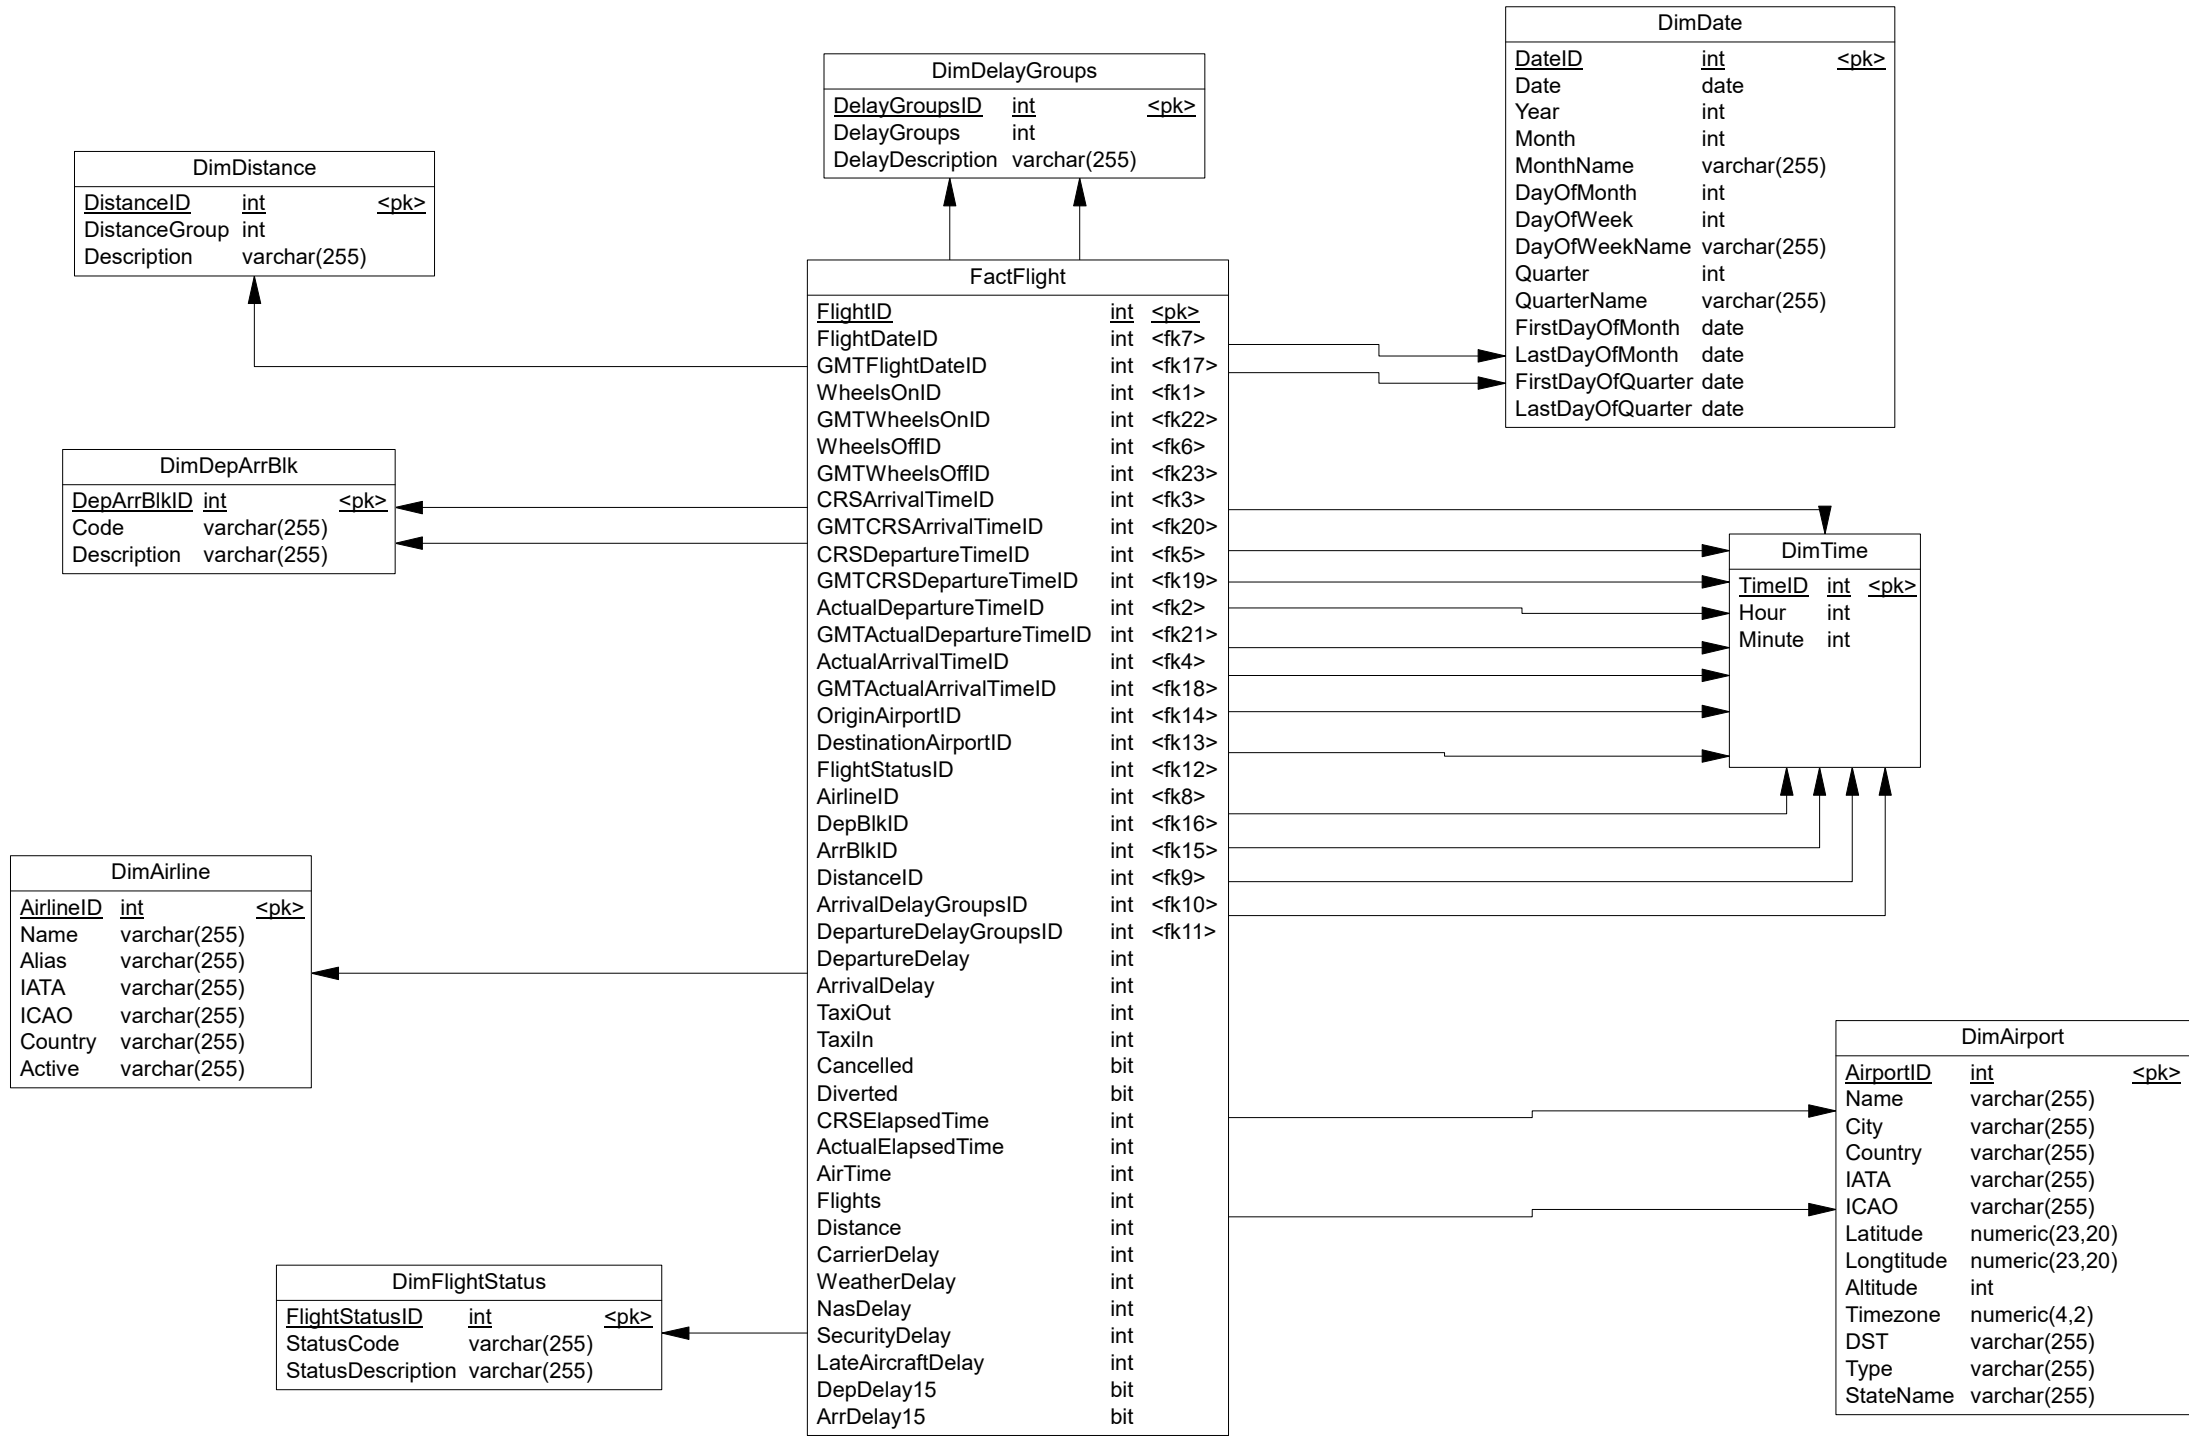 DimDate
DateID int <pk>
Date date
Year int
Month int
MonthName varchar(255)
DayOfMonth int
DayOfWeek int
DayOfWeekName varchar(255)
Quarter int
QuarterName varchar(255)
FirstDayOfMonth date
LastDayOfMonth date
FirstDayOfQuarter date
LastDayOfQuarter date
DimDelayGroups
DelayGroupsID int <pk>
DelayGroups int
DelayDescription varchar(255)
DimDistance
DistanceID int <pk>
DistanceGroup int
Description varchar(255)
FactFlight
FlightID int <pk>
FlightDateID int <fk7>
GMTFlightDateID int <fk17>
WheelsOnID int <fk1>
GMTWheelsOnID int <fk22>
WheelsOffID int <fk6>
GMTWheelsOffID int <fk23>
CRSArrivalTimeID int <fk3>
GMTCRSArrivalTimeID int <fk20>
CRSDepartureTimeID int <fk5>
GMTCRSDepartureTimeID int <fk19>
ActualDepartureTimeID int <fk2>
GMTActualDepartureTimeID int <fk21>
ActualArrivalTimeID int <fk4>
GMTActualArrivalTimeID int <fk18>
OriginAirportID int <fk14>
DestinationAirportID int <fk13>
FlightStatusID int <fk12>
AirlineID int <fk8>
DepBlkID int <fk16>
ArrBlkID int <fk15>
DistanceID int <fk9>
ArrivalDelayGroupsID int <fk10>
DepartureDelayGroupsID int <fk11>
DepartureDelay int
ArrivalDelay int
TaxiOut int
TaxiIn int
Cancelled bit
Diverted bit
CRSElapsedTime int
ActualElapsedTime int
AirTime int
Flights int
Distance int
CarrierDelay int
WeatherDelay int
NasDelay int
SecurityDelay int
LateAircraftDelay int
DepDelay15 bit
ArrDelay15 bit
DimDepArrBlk
DepArrBlkID int <pk>
Code varchar(255)
Description varchar(255)
DimTime
TimeID int <pk>
Hour int
Minute int
DimAirline
AirlineID int <pk>
Name varchar(255)
Alias varchar(255)
IATA varchar(255)
ICAO varchar(255)
Country varchar(255)
Active varchar(255)
DimAirport
AirportID int <pk>
Name varchar(255)
City varchar(255)
Country varchar(255)
IATA varchar(255)
ICAO varchar(255)
Latitude numeric(23,20)
Longtitude numeric(23,20)
Altitude int
Timezone numeric(4,2)
DST varchar(255)
Type varchar(255)
StateName varchar(255)
DimFlightStatus
FlightStatusID int <pk>
StatusCode varchar(255)
StatusDescription varchar(255)